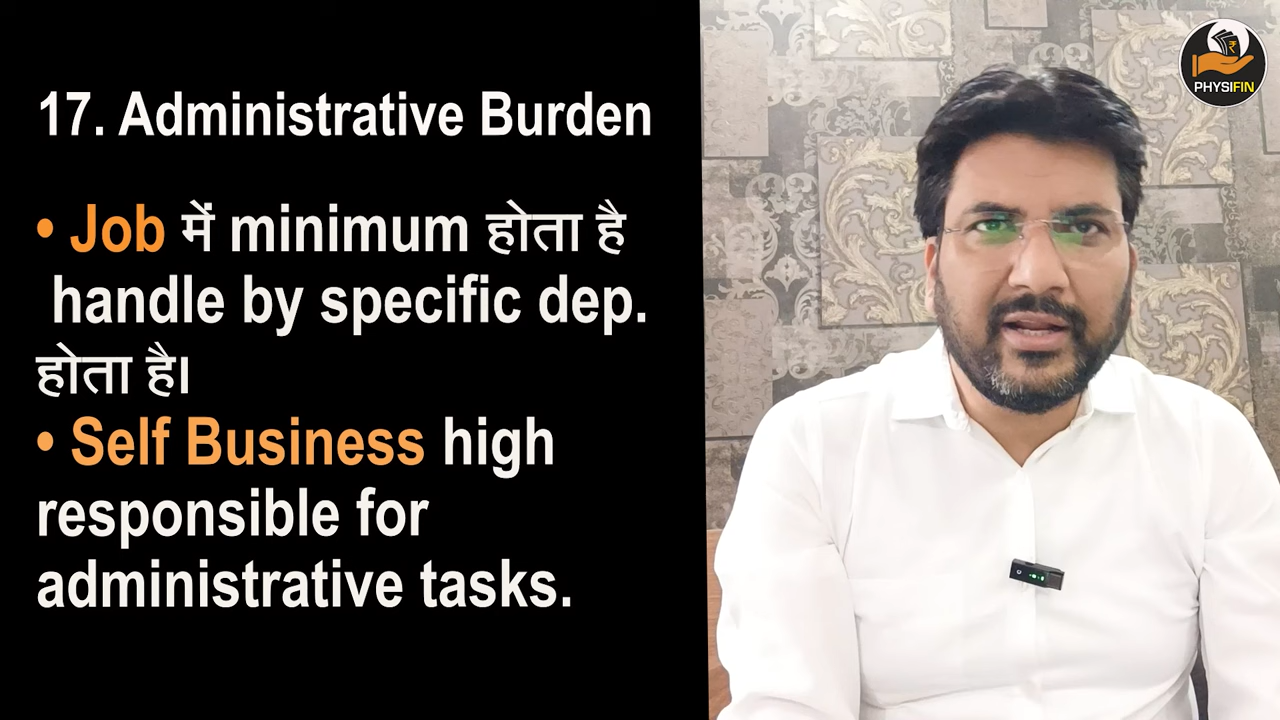 17. Administrative Burden
• Job में minimum होता है
handle by specific dep.
होता है।
• Self Business high
responsible for
administrative tasks.
₹
PHYSIFIN